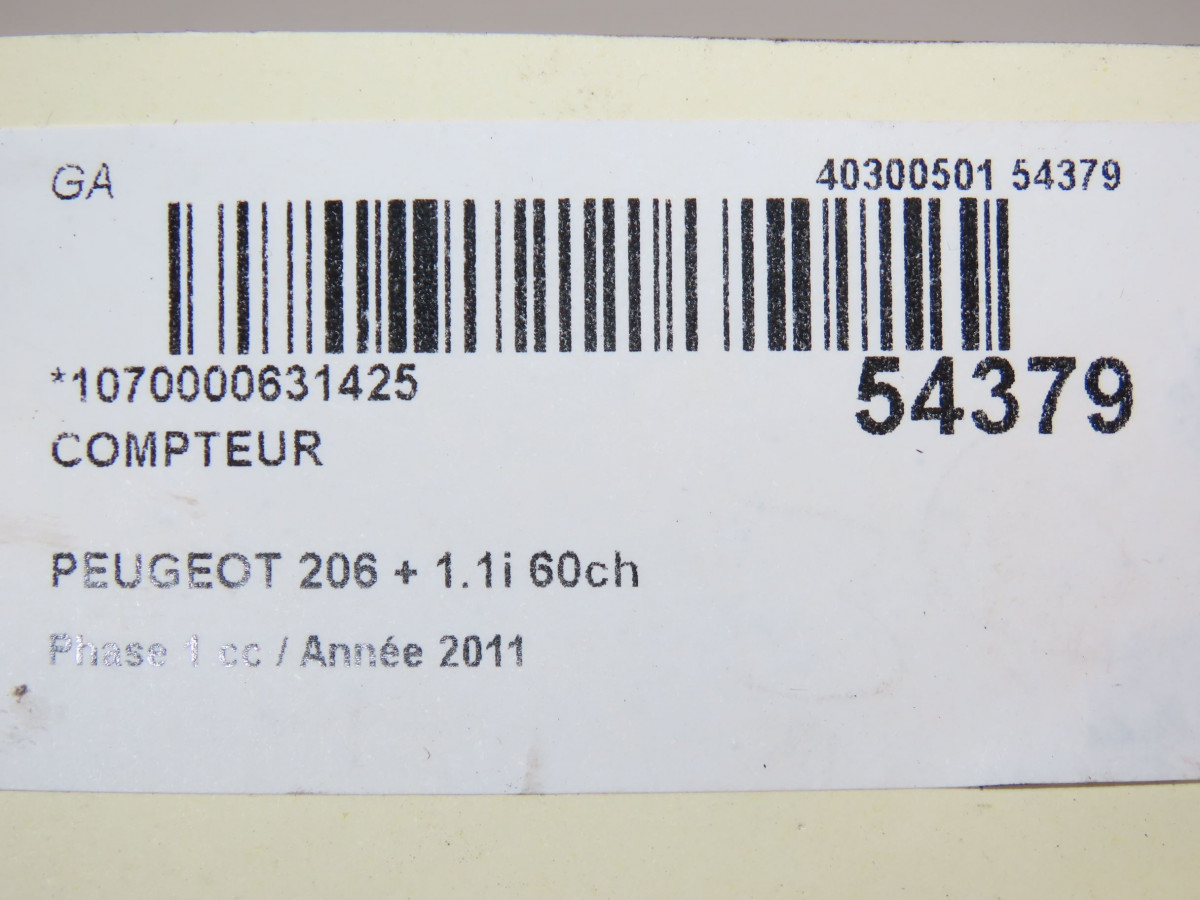 GA
40300501 54379
*1070000631425
54379
COMPTEUR
PEUGEOT 206 + 1.1i 60ch
Phase 1 cc / Année 2011